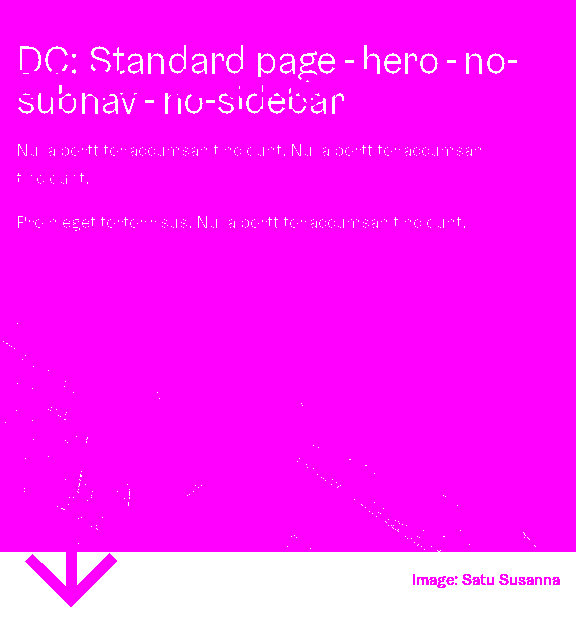 DC: Standard page - hero - no-
subnav - no-sidebar
Nulla porttitor accumsan tincidunt. Nulla porttitor accumsan
tincidunt.
Proin eget tortor risus. Nulla porttitor accumsan tincidunt.
Image: Satu Susanna